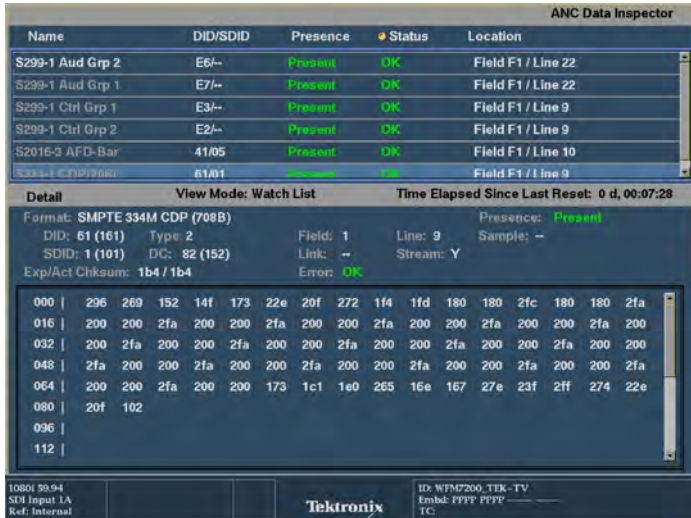 ANC Data Inspector
Name DID/SDID Presence Status Location
S299-1 Aud Grp 2 E6/-- Present OK Field F1 / Line 22
S299-1 Aud Grp 1 E7/-- Present OK Field F1 / Line 22
S299-1 Ctrl Grp 1 E3/-- Present OK Field F1 / Line 9
S299-1 Ctrl Grp 2 E2/-- Present OK Field F1 / Line 9
S2016-3 AFD-Bar 41/05 Present OK Field F1 / Line 10
S334-1 CDP(708B) 61/01 Present OK Field F1 / Line 9
Detail View Mode: Watch List Time Elapsed Since Last Reset: 0 d, 00:07:28
Format: SMPTE 334M CDP (708B) Presence: Present
DID: 61 (161) Type: 2 Field: 1 Line: 9 Sample: --
SDID: 1 (101) DC: 82 (152) Link: -- Stream: Y
Exp/Act Chksum: 1b4 / 1b4 Error: OK
000 | 296 269 152 14f 173 22e 20f 272 1f4 1fd 180 180 2fc 180 180 2fa
016 | 200 200 2fa 200 200 2fa 200 200 2fa 200 200 2fa 200 200 2fa 200
032 | 200 2fa 200 200 2fa 200 200 2fa 200 200 2fa 200 200 2fa 200 200
048 | 2fa 200 200 2fa 200 200 2fa 200 200 2fa 200 200 2fa 200 200 2fa
064 | 200 200 2fa 200 200 173 1c1 1e0 265 16e 167 27e 23f 2ff 274 22e
080 | 20f 102
096 |
112 |
1080i 59.94
SDI Input 1A
Ref: Internal
Tektronix
ID: WFM7200_TEK-TV
Embd: PPPP PPPP ---- ----
TC: